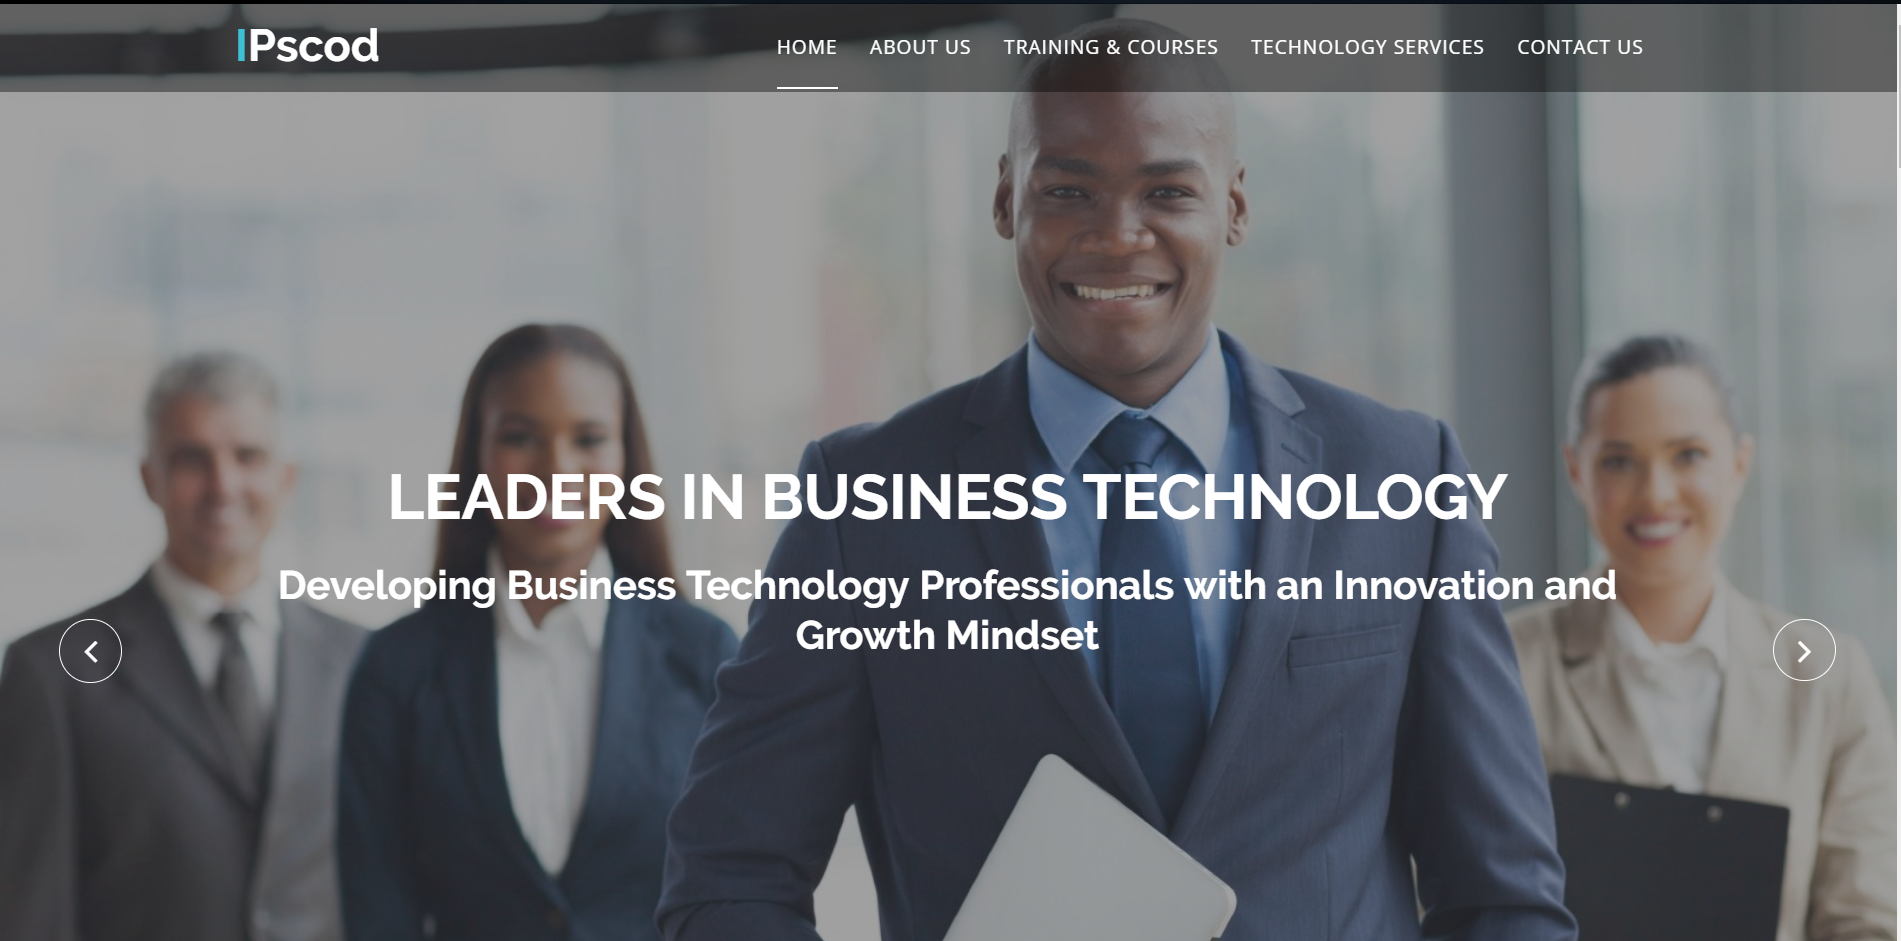 IPscod
HOME ABOUT US TRAINING & COURSES TECHNOLOGY SERVICES CONTACT US
LEADERS IN BUSINESS TECHNOLOGY
Developing Business Technology Professionals with an Innovation and
Growth Mindset